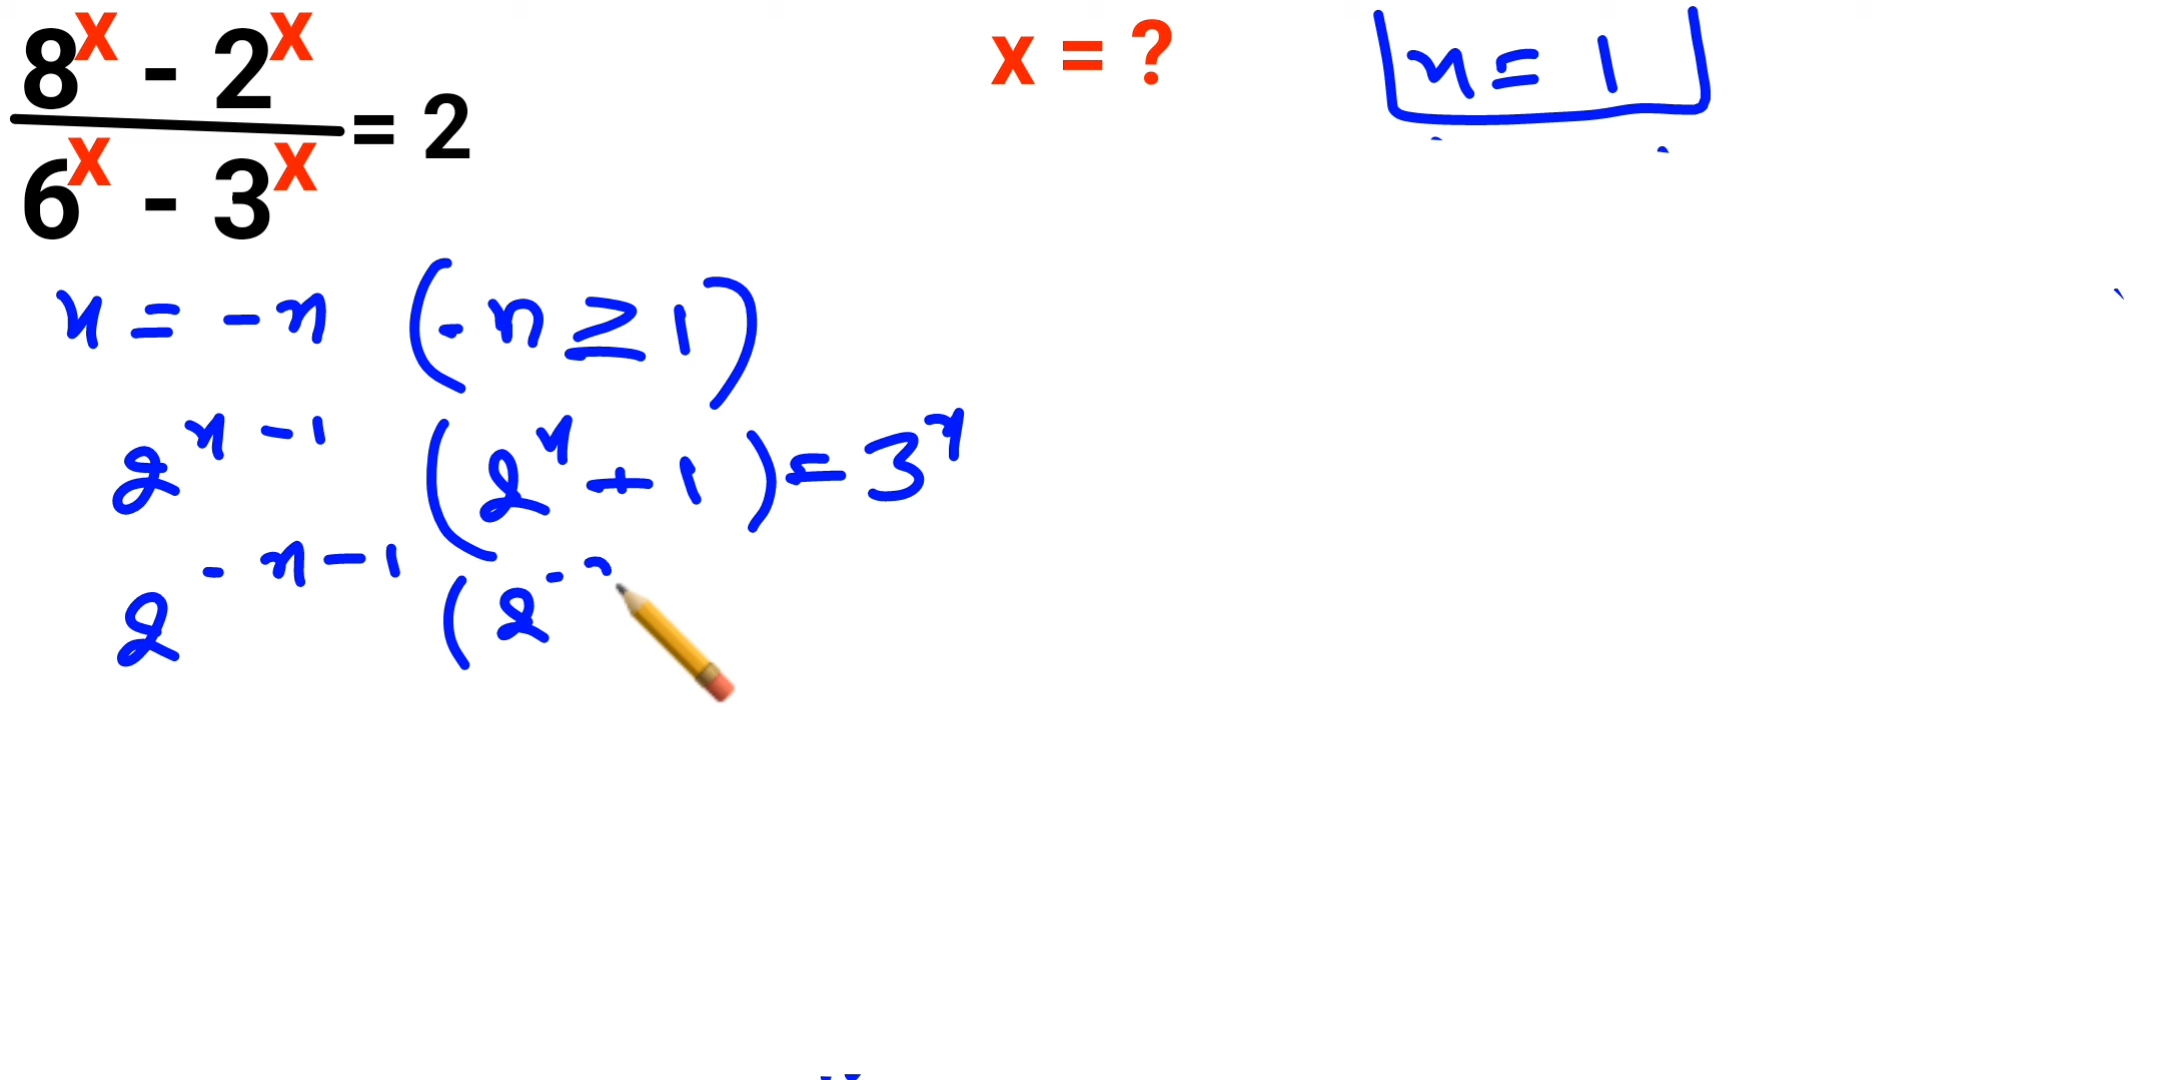 8^x - 2^x
= 2
6^x - 3^x
x = ?
x = 1
x = -n (-n ≥ 1)
2^x-1 (2^x + 1) = 3^x
2^-n-1 (2^-